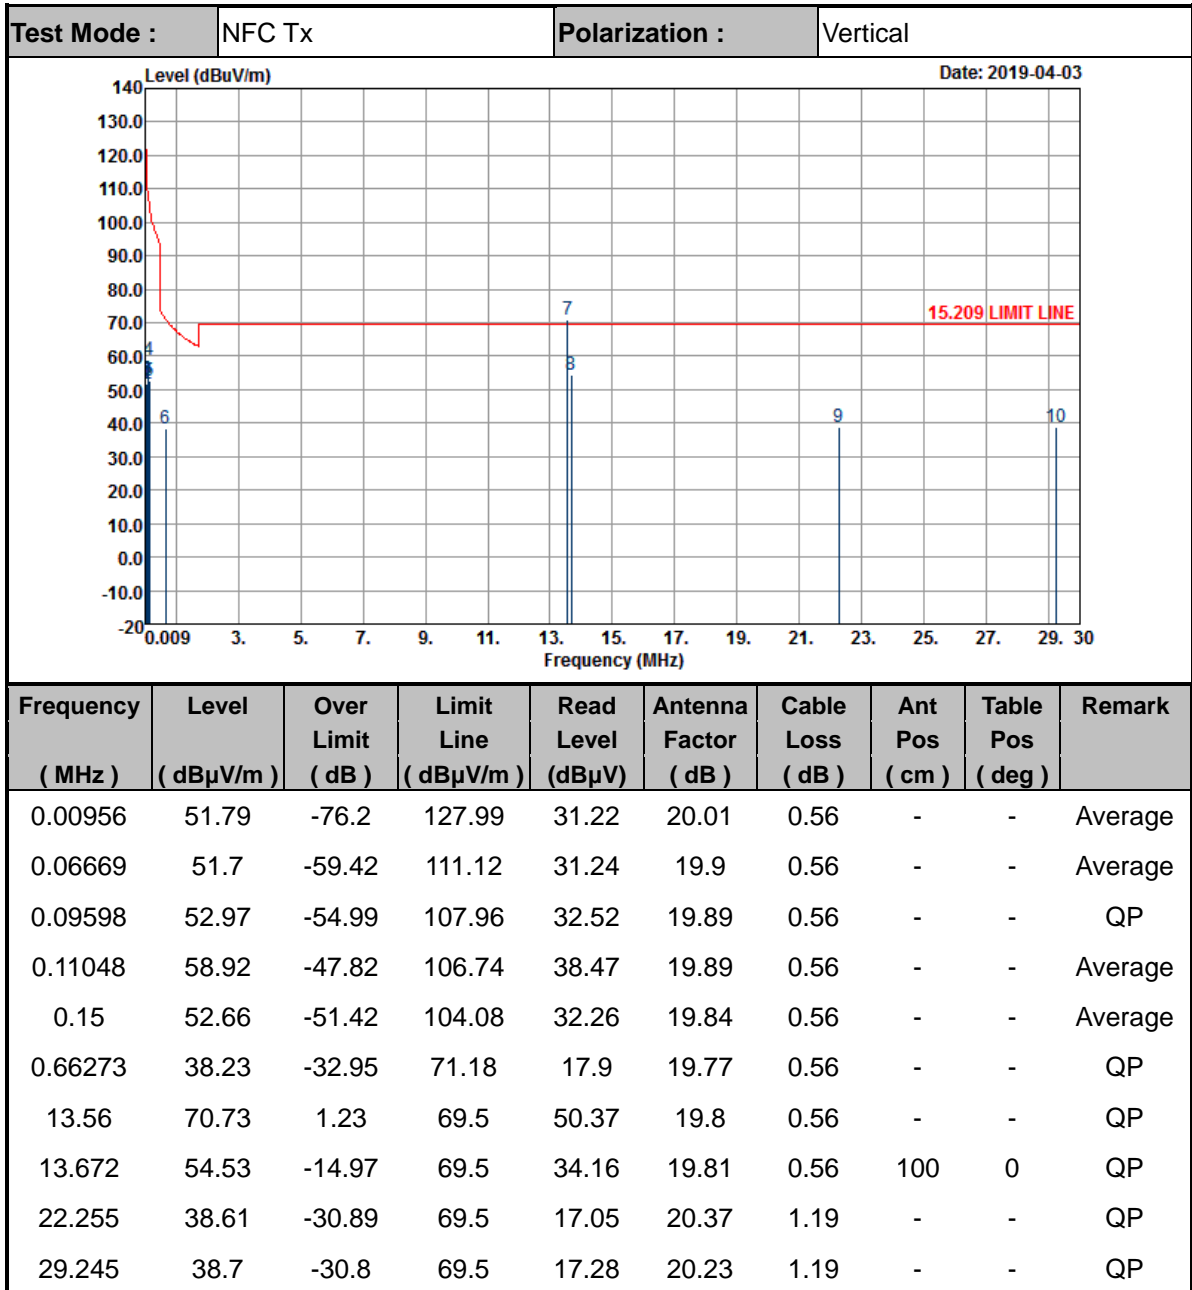 Test Mode : NFC Tx Polarization : Vertical
Level (dBuV/m) Date: 2019-04-03
140
130.0
120.0
110.0
100.0
90.0
80.0
7
70.0 15.209 LIMIT LINE
4
60.0
8
50.0
6 9 10
40.0
30.0
20.0
10.0
0.0
-10.0
-20
0.009 3. 5. 7. 9. 11. 13. 15. 17. 19. 21. 23. 25. 27. 29. 30
Frequency (MHz)
Frequency Level Over Limit Read Antenna Cable Ant Table Remark
Limit Line Level Factor Loss Pos Pos
( MHz ) ( dBµV/m ) ( dB ) ( dBµV/m ) (dBµV) ( dB ) ( dB ) ( cm ) ( deg )
0.00956 51.79 -76.2 127.99 31.22 20.01 0.56 - - Average
0.06669 51.7 -59.42 111.12 31.24 19.9 0.56 - - Average
0.09598 52.97 -54.99 107.96 32.52 19.89 0.56 - - QP
0.11048 58.92 -47.82 106.74 38.47 19.89 0.56 - - Average
0.15 52.66 -51.42 104.08 32.26 19.84 0.56 - - Average
0.66273 38.23 -32.95 71.18 17.9 19.77 0.56 - - QP
13.56 70.73 1.23 69.5 50.37 19.8 0.56 - - QP
13.672 54.53 -14.97 69.5 34.16 19.81 0.56 100 0 QP
22.255 38.61 -30.89 69.5 17.05 20.37 1.19 - - QP
29.245 38.7 -30.8 69.5 17.28 20.23 1.19 - - QP